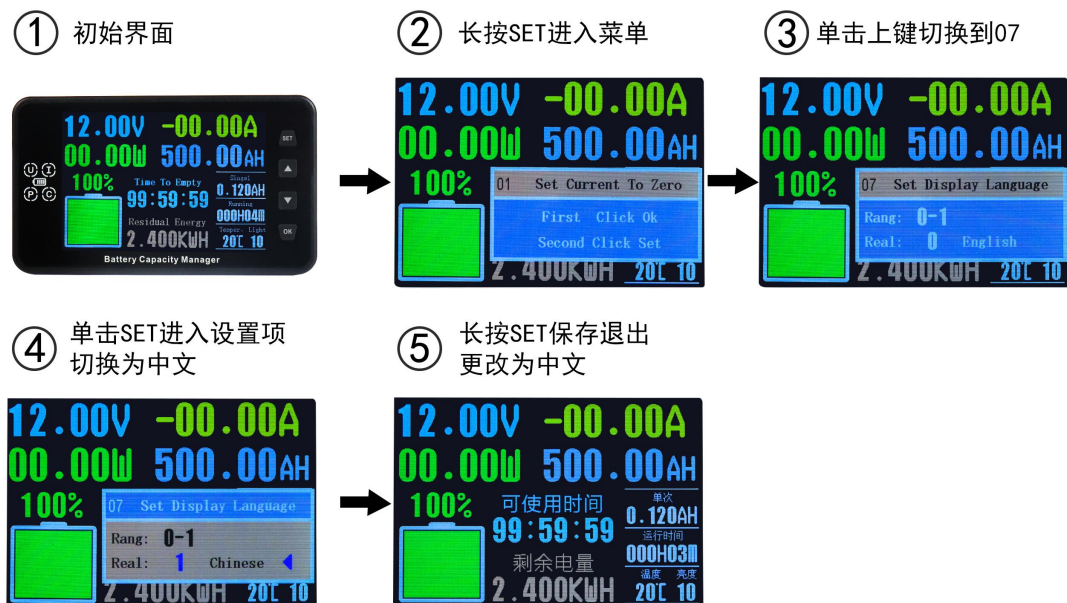 ① 初始界面
② 长按SET进入菜单
③ 单击上键切换到07
12.00V -00.00A
00.00W 500.00AH
100%
Time To Empty
99:59:59
Residual Energy
2.400KWH
Singel
0.120AH
Running
000H04m
Temper. Light
20℃ 10
U I
P C
SET
OK
Battery Capacity Manager
12.00V -00.00A
00.00W 500.00AH
100%
01 Set Current To Zero
First Click Ok
Second Click Set
2.400KWH 20℃ 10
12.00V -00.00A
00.00W 500.00AH
100%
07 Set Display Language
Rang: 0-1
Real: 0 English
2.400KWH 20℃ 10
④ 单击SET进入设置项
切换为中文
⑤ 长按SET保存退出
更改为中文
12.00V -00.00A
00.00W 500.00AH
100%
07 Set Display Language
Rang: 0-1
Real: 1 Chinese
2.400KWH 20℃ 10
12.00V -00.00A
00.00W 500.00AH
100%
可使用时间
99:59:59
剩余电量
2.400KWH
单次
0.120AH
运行时间
000H03m
温度 亮度
20℃ 10